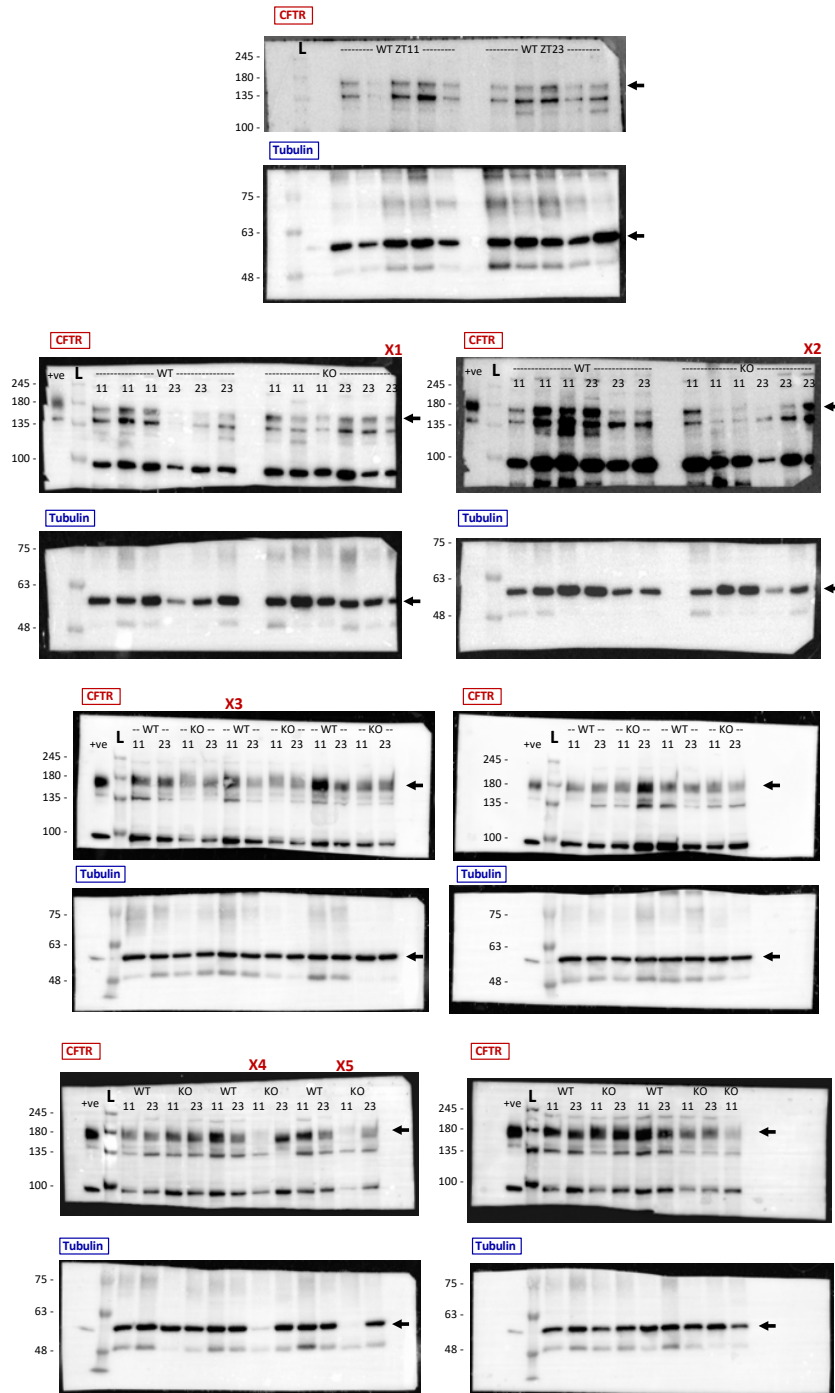 CFTR
L
--------- WT ZT11 ---------
--------- WT ZT23 ---------
245 -
180 -
135 -
100 -
Tubulin
75 -
63 -
48 -
CFTR
X1
+ve L ----------- WT ----------- ----------- KO -----------
11 11 11 23 23 23 11 11 11 23 23 23
245 -
180 -
135 -
100 -
Tubulin
75 -
63 -
48 -
CFTR
X2
+ve L ----------- WT ----------- ----------- KO -----------
11 11 11 23 23 23 11 11 11 23 23 23
245 -
180 -
135 -
100 -
Tubulin
75 -
63 -
48 -
CFTR
X3
-- WT -- -- KO -- -- WT -- -- KO -- -- WT -- -- KO --
+ve L 11 23 11 23 11 23 11 23 11 23 11 23
245 -
180 -
135 -
100 -
Tubulin
75 -
63 -
48 -
CFTR
-- WT -- -- KO -- -- WT -- -- KO --
+ve L 11 23 11 23 11 23 11 23
245 -
180 -
135 -
100 -
Tubulin
75 -
63 -
48 -
CFTR
X4 X5
WT KO WT KO WT KO
+ve L 11 23 11 23 11 23 11 23 11 23 11 23
245 -
180 -
135 -
100 -
Tubulin
75 -
63 -
48 -
CFTR
WT KO WT KO KO
+ve L 11 23 11 23 11 23 11 23 11
245 -
180 -
135 -
100 -
Tubulin
75 -
63 -
48 -